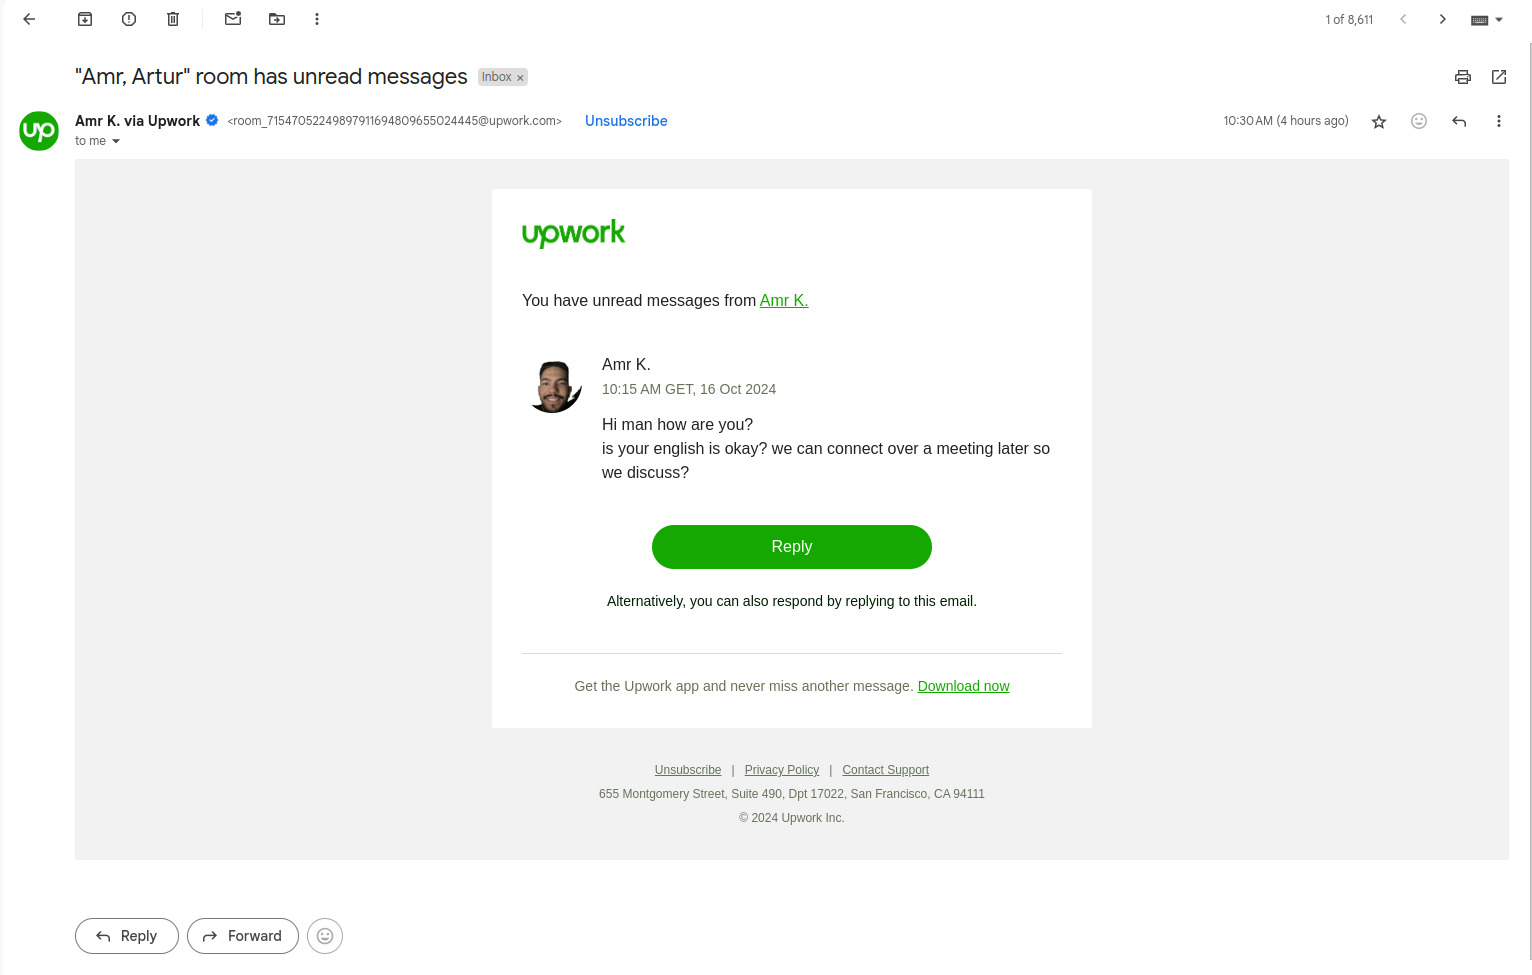 1 of 8,611
"Amr, Artur" room has unread messages
Inbox ×
up
Amr K. via Upwork <room_71547052249897911694809655024445@upwork.com> Unsubscribe
10:30 AM (4 hours ago)
to me
upwork
You have unread messages from Amr K.
Amr K.
10:15 AM GET, 16 Oct 2024
Hi man how are you?
is your english is okay? we can connect over a meeting later so
we discuss?
Reply
Alternatively, you can also respond by replying to this email.
Get the Upwork app and never miss another message. Download now
Unsubscribe | Privacy Policy | Contact Support
655 Montgomery Street, Suite 490, Dpt 17022, San Francisco, CA 94111
© 2024 Upwork Inc.
Reply
Forward